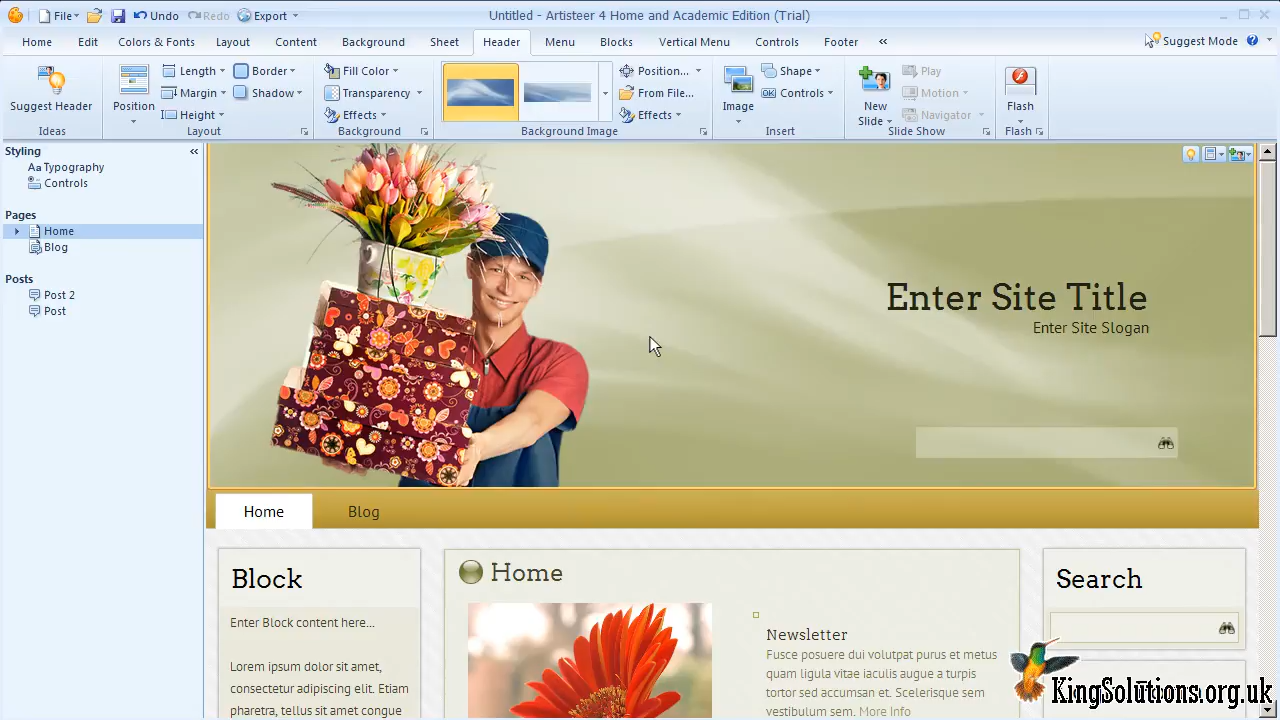 File
Undo
Redo
Export
Untitled - Artisteer 4 Home and Academic Edition (Trial)
Home
Edit
Colors & Fonts
Layout
Content
Background
Sheet
Header
Menu
Blocks
Vertical Menu
Controls
Footer
Suggest Mode
Suggest Header
Ideas
Position
Length
Margin
Height
Border
Shadow
Layout
Fill Color
Transparency
Effects
Background
Position...
From File...
Effects
Background Image
Image
Shape
Controls
Insert
New
Slide
Play
Motion
Navigator
Slide Show
Flash
Flash
Styling
Aa Typography
Controls
Pages
Home
Blog
Posts
Post 2
Post
Enter Site Title
Enter Site Slogan
Home
Blog
Block
Enter Block content here...
Lorem ipsum dolor sit amet,
consectetur adipiscing elit. Etiam
pharetra, tellus sit amet congue
Home
Newsletter
Fusce posuere dui volutpat purus et metus
quam ligula vitae iaculis augue a turpis
tortor sed accumsan et. Scelerisque sem
vestibulum sem. More Info
Search
KingSolutions.org.uk